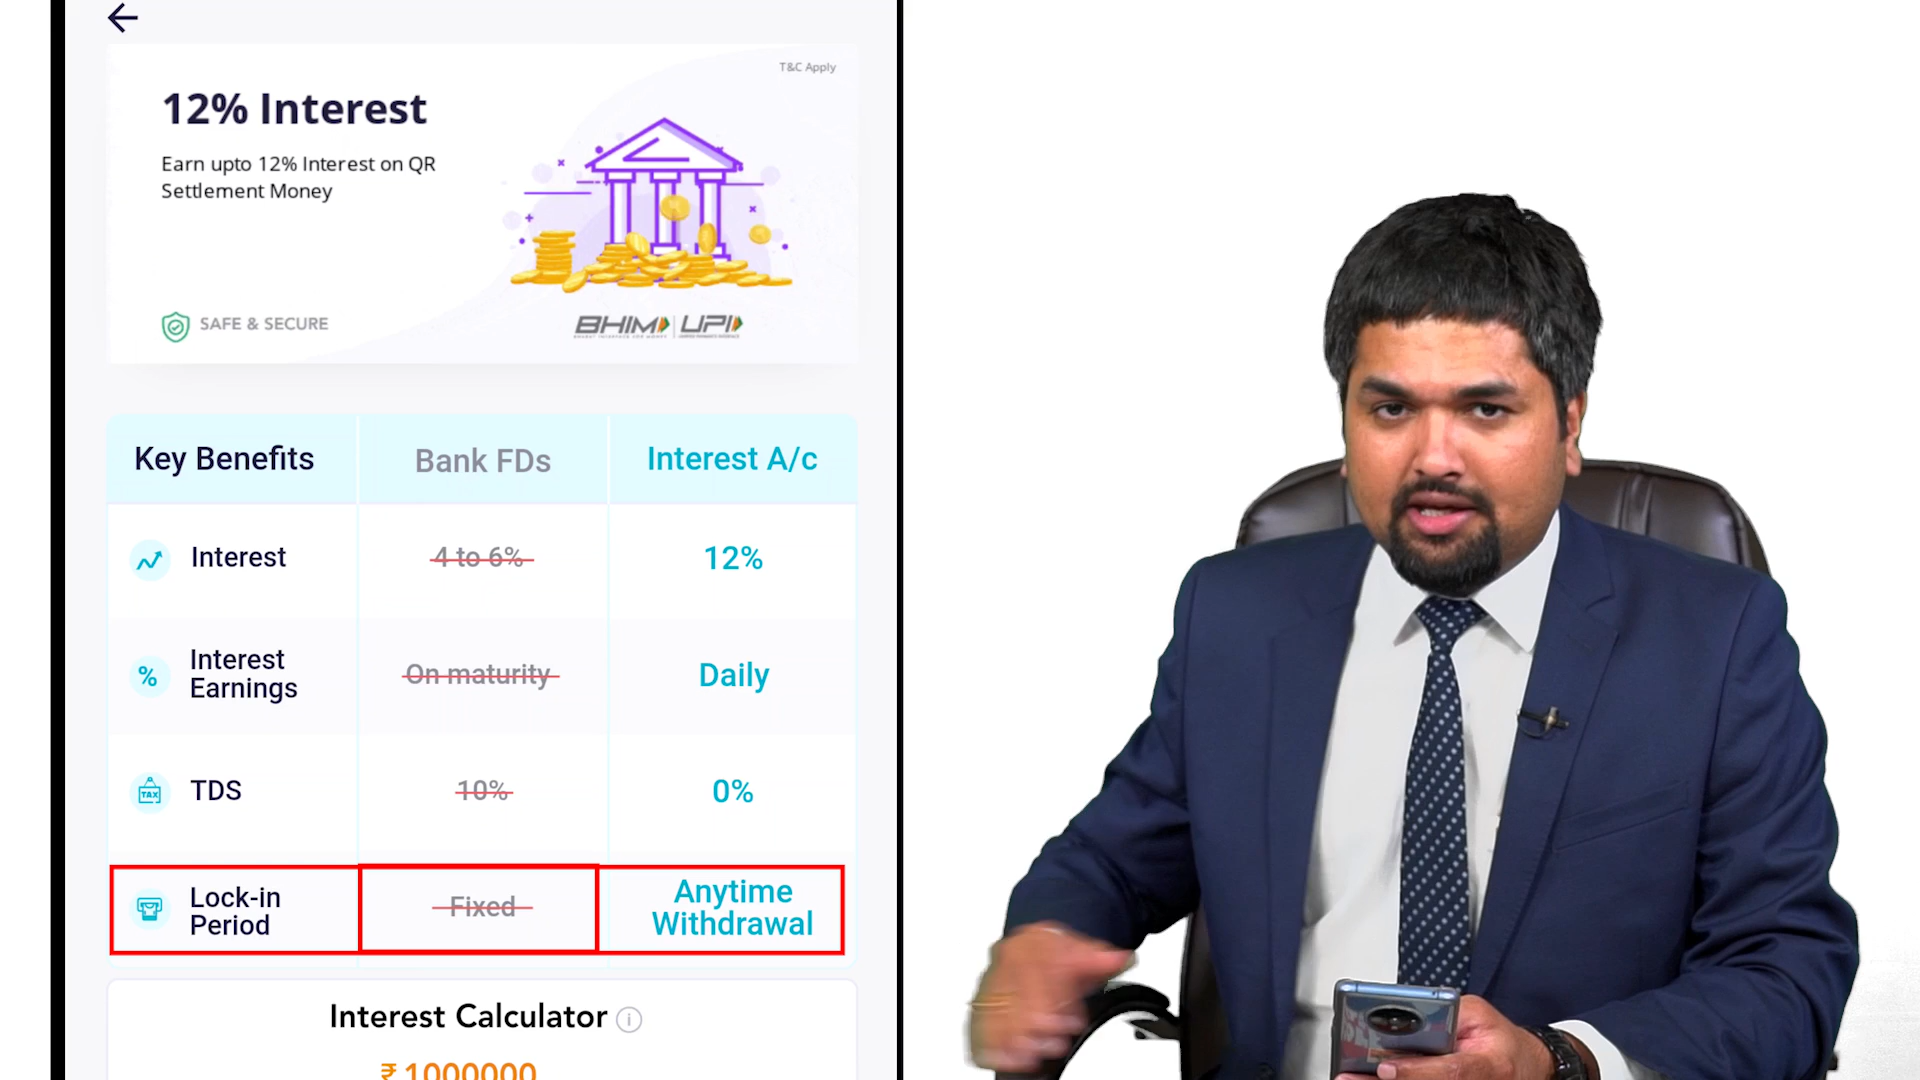 T&C Apply
12% Interest
Earn upto 12% Interest on QR
Settlement Money
SAFE & SECURE
BHIM UPI
Key Benefits
Bank FDs
Interest A/c
Interest
4 to 6%
12%
Interest
Earnings
On maturity
Daily
TAX
TDS
10%
0%
Lock-in
Period
Fixed
Anytime
Withdrawal
Interest Calculator
₹ 1000000